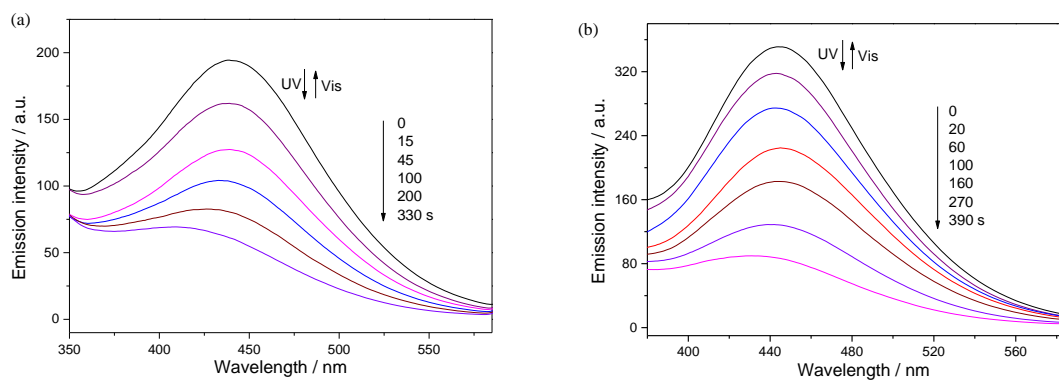 (a)
200
150
100
50
0
Emission intensity / a.u.
350 400 450 500 550
Wavelength / nm
UV Vis
0
15
45
100
200
330 s
(b)
360
320
240
160
80
0
Emission intensity / a.u.
400 440 480 520 560
Wavelength / nm
UV Vis
0
20
60
100
160
270
390 s